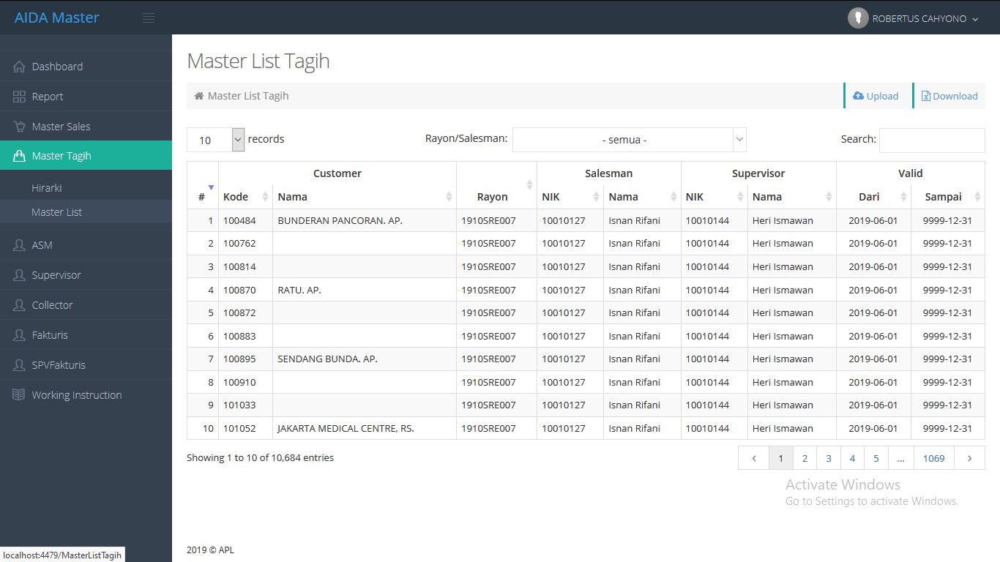 AIDA Master
ROBERTUS CAHYONO
Dashboard
Report
Master Sales
Master Tagih
Hirarki
Master List
ASM
Supervisor
Collector
Fakturis
SPVFakturis
Working Instruction
Master List Tagih
Master List Tagih Upload Download
10 records Rayon/Salesman: - semua - Search:
Customer Salesman Supervisor Valid
# Kode Nama Rayon NIK Nama NIK Nama Dari Sampai
1 100484 BUNDERAN PANCORAN. AP. 1910SRE007 10010127 Isnan Rifani 10010144 Heri Ismawan 2019-06-01 9999-12-31
2 100762 1910SRE007 10010127 Isnan Rifani 10010144 Heri Ismawan 2019-06-01 9999-12-31
3 100814 1910SRE007 10010127 Isnan Rifani 10010144 Heri Ismawan 2019-06-01 9999-12-31
4 100870 RATU. AP. 1910SRE007 10010127 Isnan Rifani 10010144 Heri Ismawan 2019-06-01 9999-12-31
5 100872 1910SRE007 10010127 Isnan Rifani 10010144 Heri Ismawan 2019-06-01 9999-12-31
6 100883 1910SRE007 10010127 Isnan Rifani 10010144 Heri Ismawan 2019-06-01 9999-12-31
7 100895 SENDANG BUNDA. AP. 1910SRE007 10010127 Isnan Rifani 10010144 Heri Ismawan 2019-06-01 9999-12-31
8 100910 1910SRE007 10010127 Isnan Rifani 10010144 Heri Ismawan 2019-06-01 9999-12-31
9 101033 1910SRE007 10010127 Isnan Rifani 10010144 Heri Ismawan 2019-06-01 9999-12-31
10 101052 JAKARTA MEDICAL CENTRE, RS. 1910SRE007 10010127 Isnan Rifani 10010144 Heri Ismawan 2019-06-01 9999-12-31
Showing 1 to 10 of 10,684 entries < 1 2 3 4 5 ... 1069 >
Activate Windows
Go to Settings to activate Windows.
2019 © APL
localhost:4479/MasterListTagih